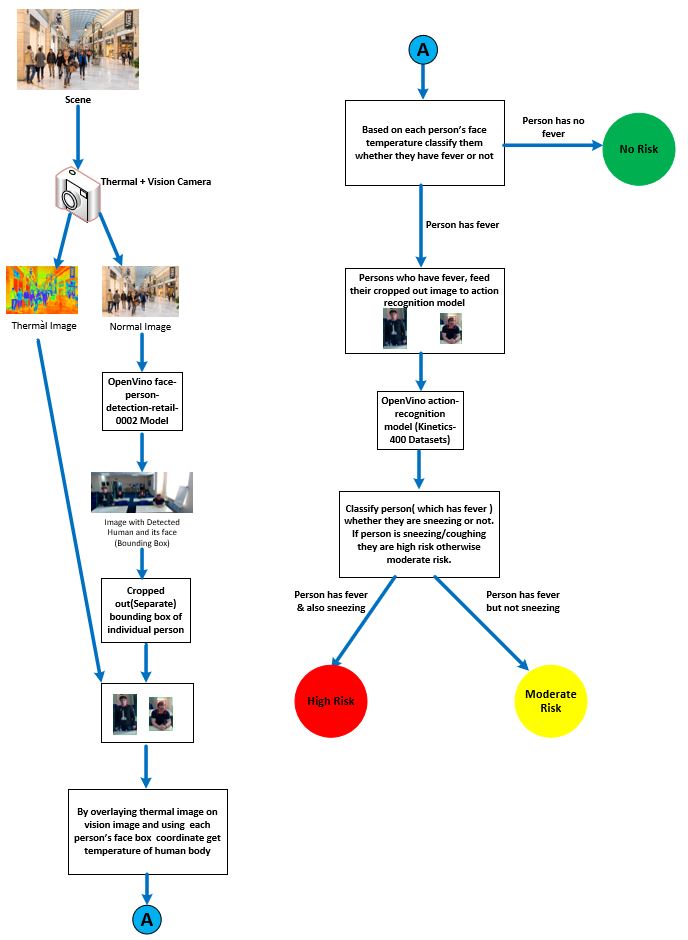 Scene
Thermal + Vision Camera
Thermal Image
Normal Image
OpenVino face-
person-
detection-retail-
0002 Model
Image with Detected
Human and its face
(Bounding Box)
Cropped
out(Separate)
bounding box of
individual person
By overlaying thermal image on
vision image and using each
person's face box coordinate get
temperature of human body
A
A
Based on each person's face
temperature classify them
whether they have fever or not
Person has no
fever
No Risk
Person has fever
Persons who have fever, feed
their cropped out image to action
recognition model
OpenVino action-
recognition
model (Kinetics-
400 Datasets)
Classify person( which has fever )
whether they are sneezing or not.
If person is sneezing/coughing
they are high risk otherwise
moderate risk.
Person has fever
& also sneezing
Person has fever
but not sneezing
High Risk
Moderate
Risk